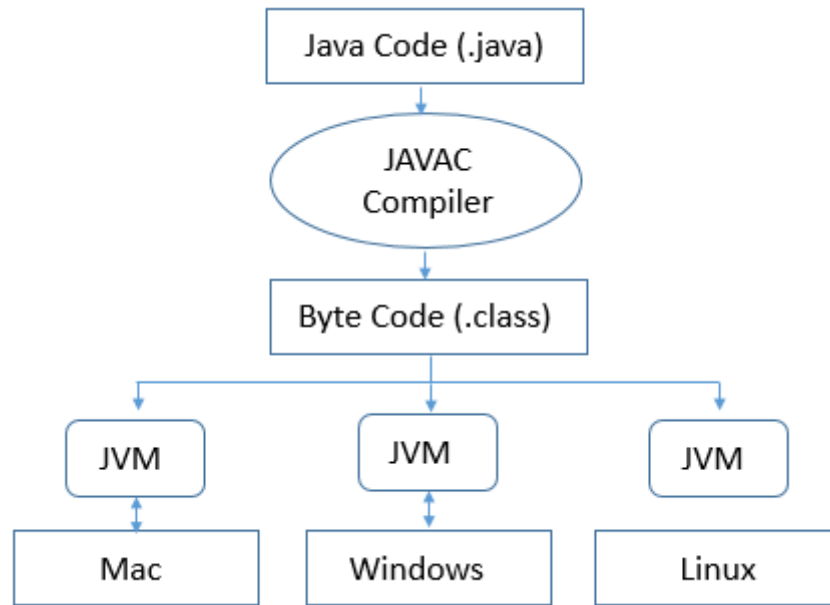 Java Code (.java)
JAVAC
Compiler
Byte Code (.class)
JVM
JVM
JVM
Mac
Windows
Linux